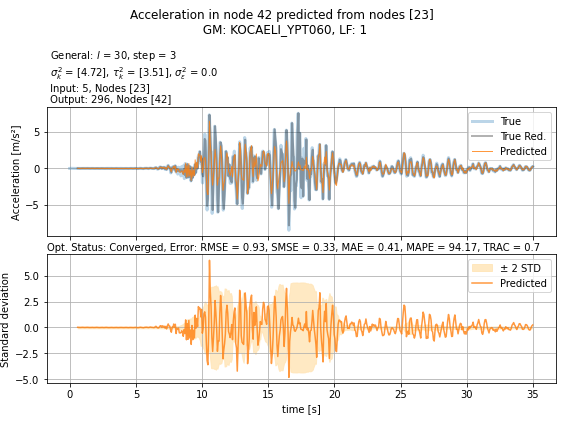 Acceleration in node 42 predicted from nodes [23]
GM: KOCAELI_YPT060, LF: 1
General: l = 30, step = 3
σ²ₖ = [4.72], τ²ₖ = [3.51], σ²ε = 0.0
Input: 5, Nodes [23]
Output: 296, Nodes [42]
Acceleration [m/s²]
5
0
−5
True
True Red.
Predicted
Opt. Status: Converged, Error: RMSE = 0.93, SMSE = 0.33, MAE = 0.41, MAPE = 94.17, TRAC = 0.7
Standard deviation
5.0
2.5
0.0
−2.5
−5.0
± 2 STD
Predicted
0 5 10 15 20 25 30 35
time [s]